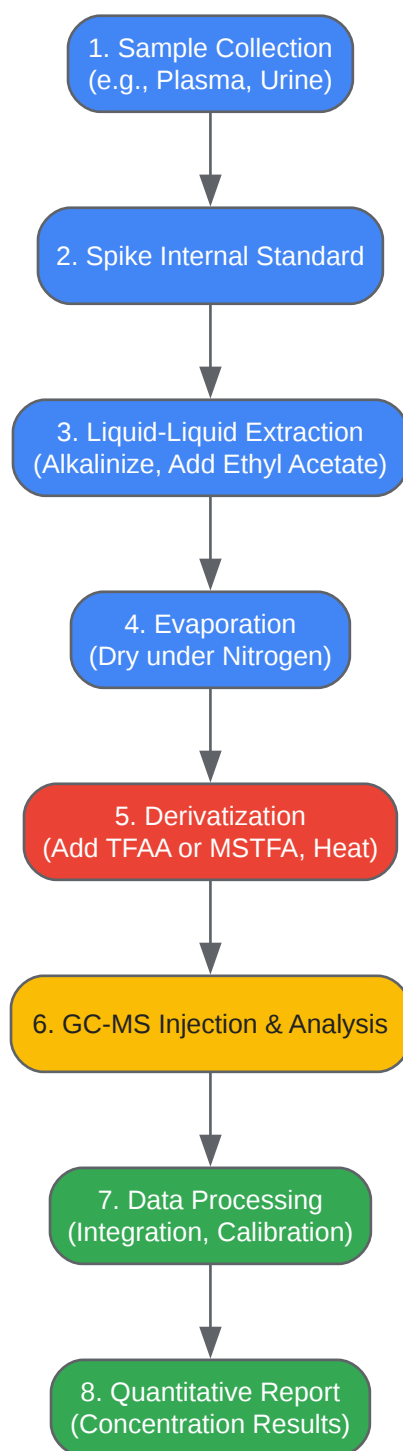 1. Sample Collection
(e.g., Plasma, Urine)
2. Spike Internal Standard
3. Liquid-Liquid Extraction
(Alkalinize, Add Ethyl Acetate)
4. Evaporation
(Dry under Nitrogen)
5. Derivatization
(Add TFAA or MSTFA, Heat)
6. GC-MS Injection & Analysis
7. Data Processing
(Integration, Calibration)
8. Quantitative Report
(Concentration Results)